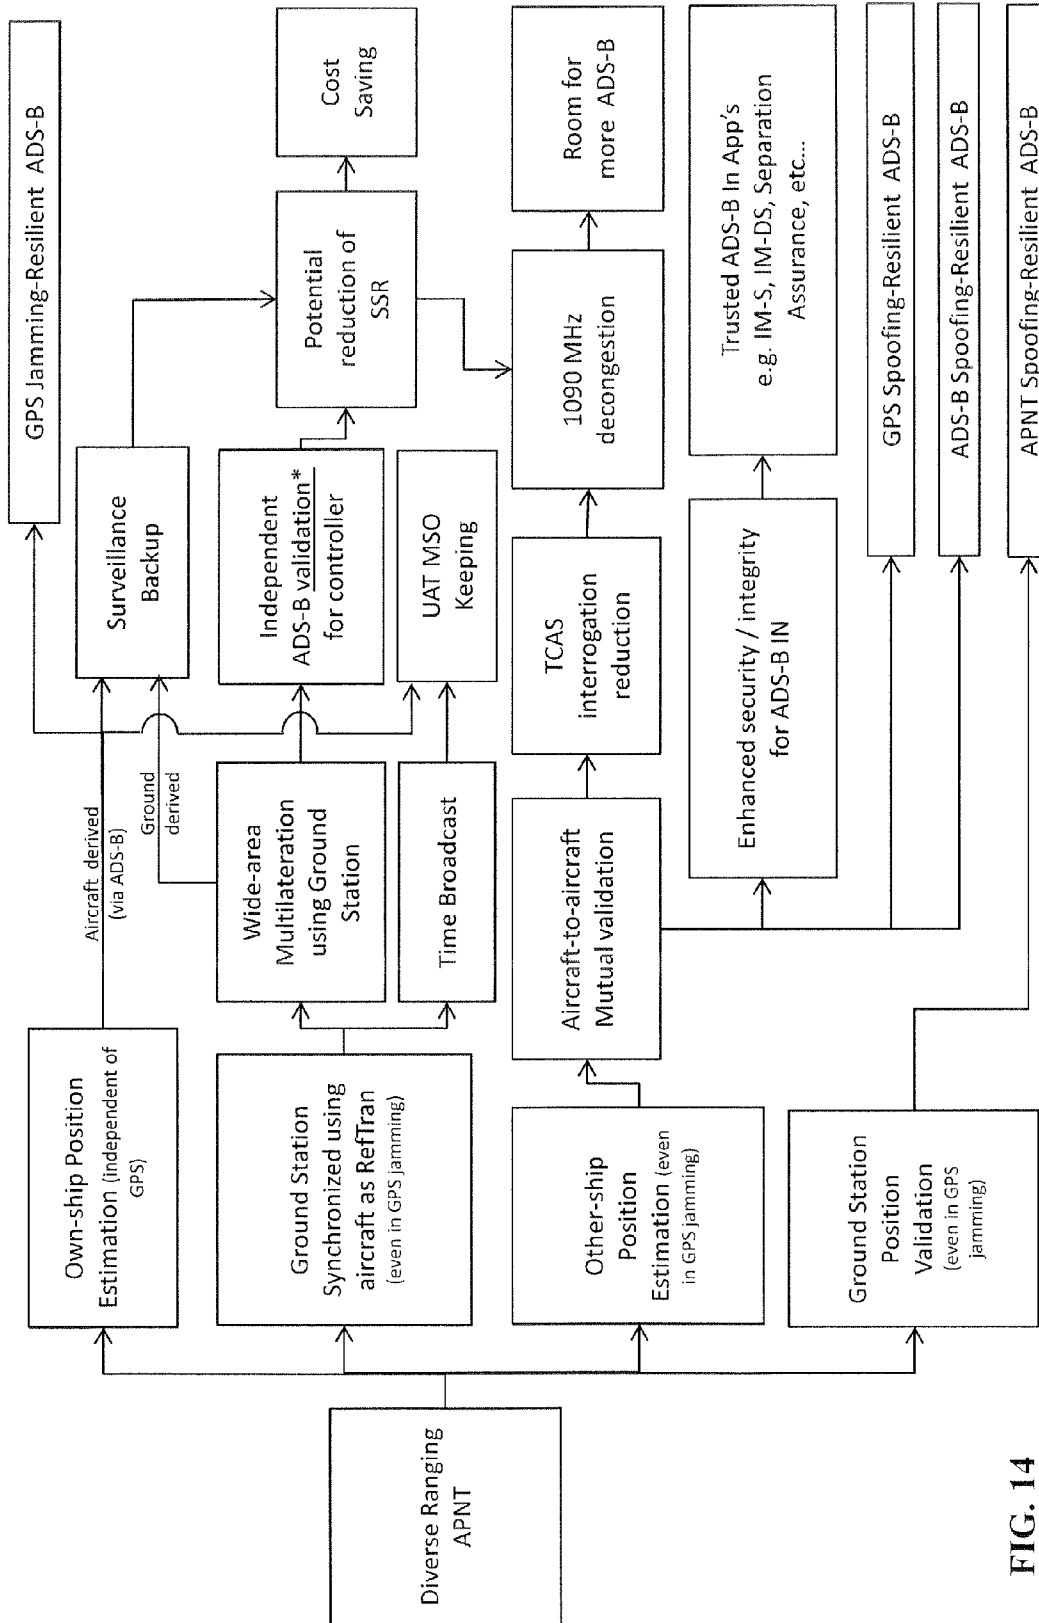 Diverse Ranging
APNT
Own-ship Position
Estimation (independent of
GPS)
Ground Station
Synchronized using
aircraft as RefTran
(even in GPS jamming)
Other-ship
Position
Estimation (even
in GPS jamming)
Ground Station
Position
Validation
(even in GPS
jamming)
Aircraft derived
(via ADS-B)
Ground
derived
Wide-area
Multilateration
using Ground
Station
Time Broadcast
Aircraft-to-aircraft
Mutual validation
Surveillance
Backup
Independent
ADS-B validation*
for controller
UAT MSO
Keeping
TCAS
interrogation
reduction
Enhanced security / integrity
for ADS-B IN
GPS Jamming-Resilient ADS-B
Potential
reduction of
SSR
Cost
Saving
1090 MHz
decongestion
Room for
more ADS-B
Trusted ADS-B In App's
e.g. IM-S, IM-DS, Separation
Assurance, etc...
GPS Spoofing-Resilient ADS-B
ADS-B Spoofing-Resilient ADS-B
APNT Spoofing-Resilient ADS-B
FIG. 14